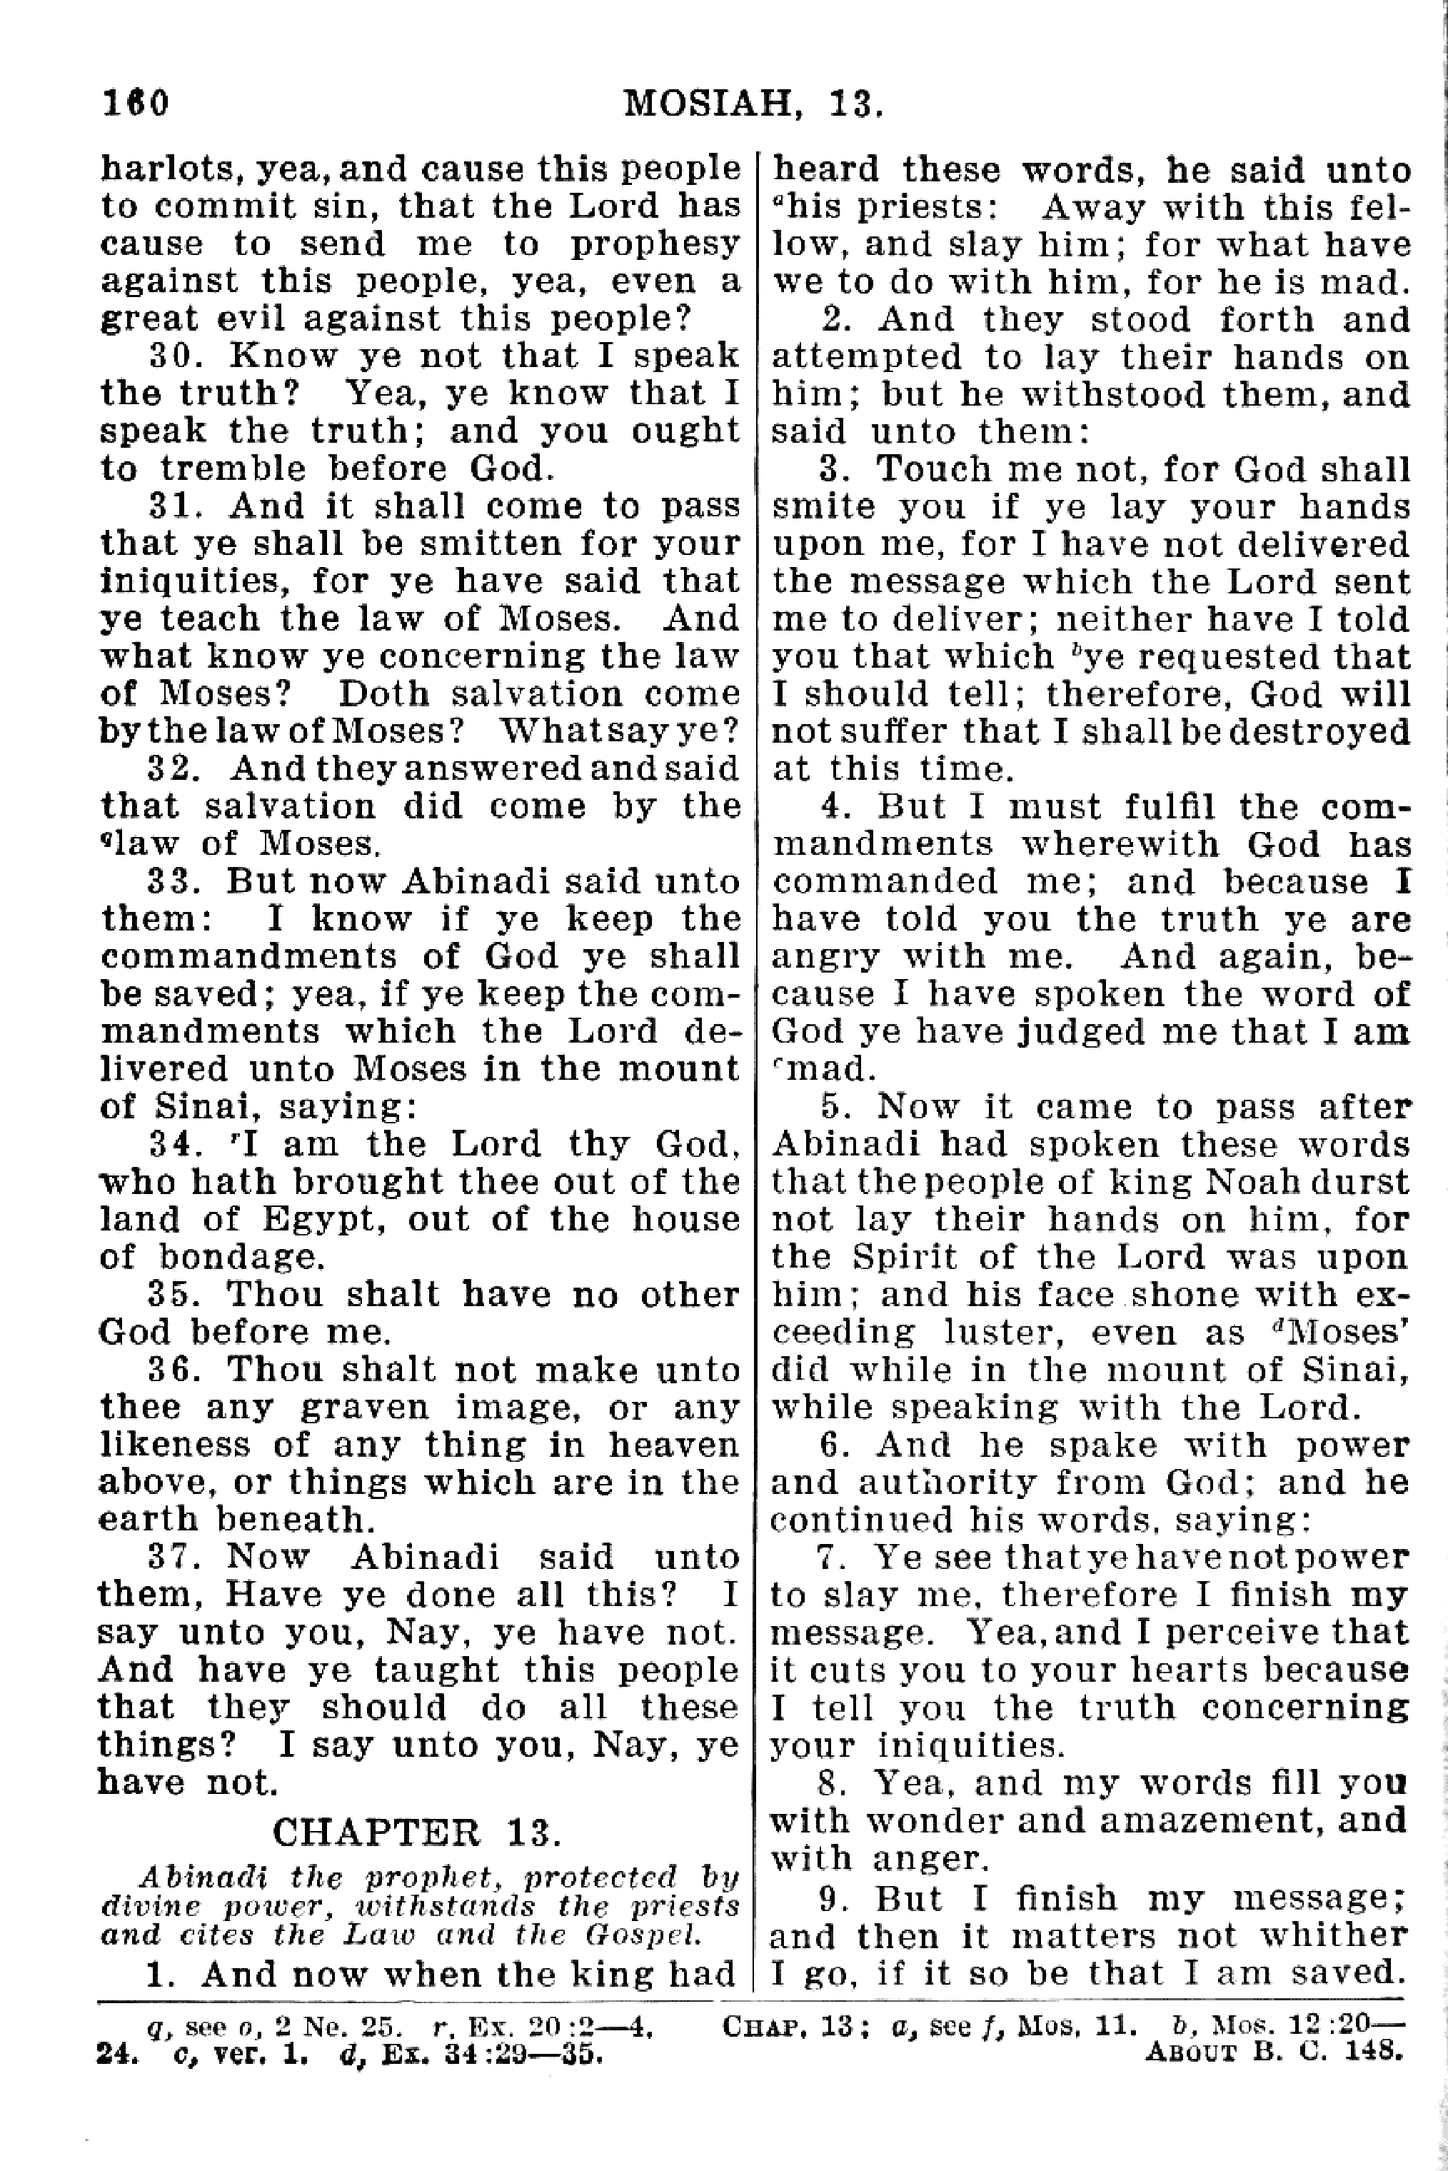 160
MOSIAH, 13.
harlots, yea, and cause this people
to commit sin, that the Lord has
cause to send me to prophesy
against this people, yea, even a
great evil against this people?
30. Know ye not that I speak
the truth? Yea, ye know that I
speak the truth; and you ought
to tremble before God.
31. And it shall come to pass
that ye shall be smitten for your
iniquities, for ye have said that
ye teach the law of Moses. And
what know ye concerning the law
of Moses? Doth salvation come
by the law of Moses? What say ye?
32. And they answered and said
that salvation did come by the
qlaw of Moses.
33. But now Abinadi said unto
them: I know if ye keep the
commandments of God ye shall
be saved; yea, if ye keep the com-
mandments which the Lord de-
livered unto Moses in the mount
of Sinai, saying:
34. rI am the Lord thy God,
who hath brought thee out of the
land of Egypt, out of the house
of bondage.
35. Thou shalt have no other
God before me.
36. Thou shalt not make unto
thee any graven image, or any
likeness of any thing in heaven
above, or things which are in the
earth beneath.
37. Now Abinadi said unto
them, Have ye done all this? I
say unto you, Nay, ye have not.
And have ye taught this people
that they should do all these
things? I say unto you, Nay, ye
have not.
CHAPTER 13.
Abinadi the prophet, protected by
divine power, withstands the priests
and cites the Law and the Gospel.
1. And now when the king had
heard these words, he said unto
ahis priests: Away with this fel-
low, and slay him; for what have
we to do with him, for he is mad.
2. And they stood forth and
attempted to lay their hands on
him; but he withstood them, and
said unto them:
3. Touch me not, for God shall
smite you if ye lay your hands
upon me, for I have not delivered
the message which the Lord sent
me to deliver; neither have I told
you that which bye requested that
I should tell; therefore, God will
not suffer that I shall be destroyed
at this time.
4. But I must fulfil the com-
mandments wherewith God has
commanded me; and because I
have told you the truth ye are
angry with me. And again, be-
cause I have spoken the word of
God ye have judged me that I am
cmad.
5. Now it came to pass after
Abinadi had spoken these words
that the people of king Noah durst
not lay their hands on him, for
the Spirit of the Lord was upon
him; and his face shone with ex-
ceeding luster, even as dMoses'
did while in the mount of Sinai,
while speaking with the Lord.
6. And he spake with power
and authority from God; and he
continued his words, saying:
7. Ye see that ye have not power
to slay me, therefore I finish my
message. Yea, and I perceive that
it cuts you to your hearts because
I tell you the truth concerning
your iniquities.
8. Yea, and my words fill you
with wonder and amazement, and
with anger.
9. But I finish my message;
and then it matters not whither
I go, if it so be that I am saved.
q, see o, 2 Ne. 25. r, Ex. 20:2—4. CHAP. 13; a, see f, Mos. 11. b, Mos. 12:20—
24. c, ver. 1. d, Ex. 34:29—35. ABOUT B. C. 148.